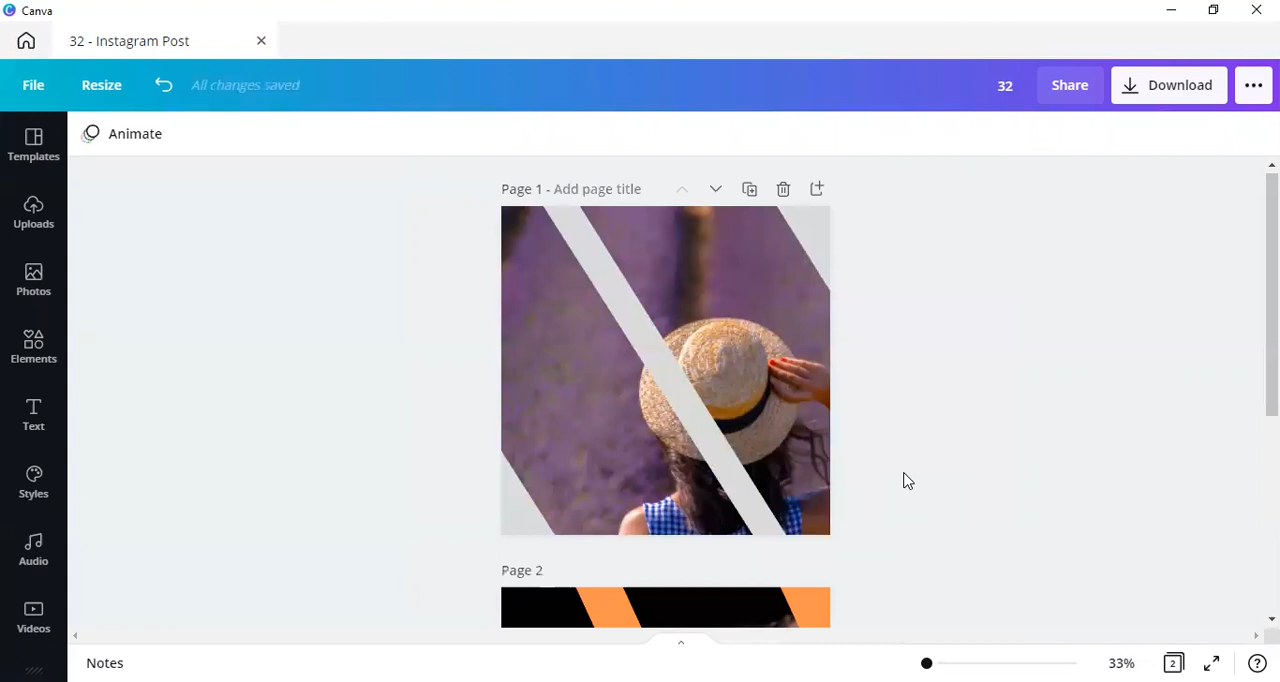 Canva
32 - Instagram Post
File
Resize
All changes saved
32
Share
Download
Templates
Animate
Uploads
Photos
Elements
Text
Styles
Audio
Videos
Page 1 - Add page title
Page 2
Notes
33%
2
?